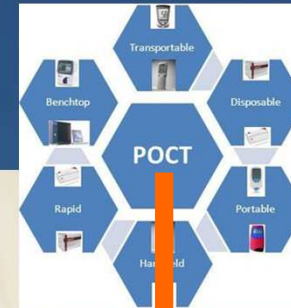 Transportable
Benchtop
Disposable
POCT
Rapid
Portable